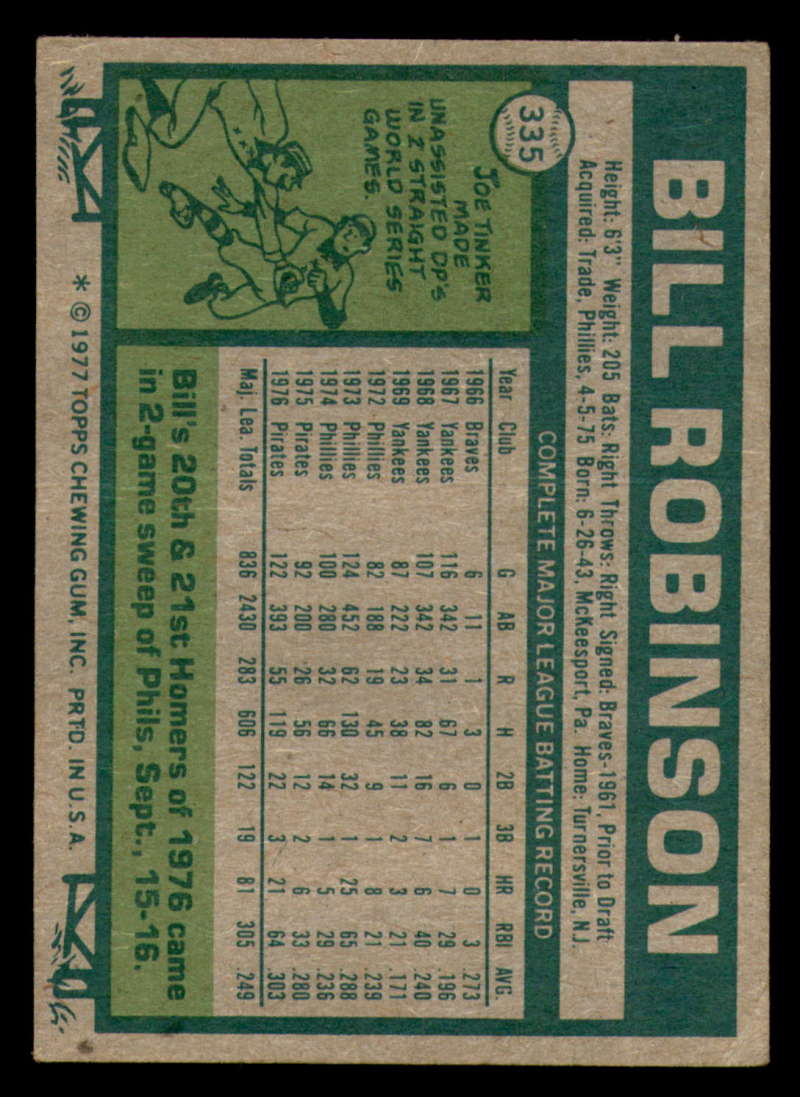 335
BILL ROBINSON
Height: 6'3" Weight: 205 Bats: Right Throws: Right Signed: Braves-1961, Prior to Draft
Acquired: Trade, Phillies, 4-5-75 Born: 6-26-43, McKeesport, Pa. Home: Turnersville, N.J.
JOE TINKER
MADE
UNASSISTED DP'S
IN 2 STRAIGHT
WORLD SERIES
GAMES.
COMPLETE MAJOR LEAGUE BATTING RECORD
Year Club G AB R H 2B 3B HR RBI AVG.
1966 Braves 6 11 1 3 0 1 0 3 .273
1967 Yankees 116 342 31 67 6 1 7 29 .196
1968 Yankees 107 342 34 82 16 7 6 40 .240
1969 Yankees 87 222 23 38 11 2 3 21 .171
1972 Phillies 82 188 19 45 9 1 8 21 .239
1973 Phillies 124 452 62 130 32 1 25 65 .288
1974 Phillies 100 280 32 66 14 1 5 29 .236
1975 Pirates 92 200 26 56 12 2 6 33 .280
1976 Pirates 122 393 55 119 22 3 21 64 .303
Maj. Lea. Totals 836 2430 283 606 122 19 81 305 .249
Bill's 20th & 21st Homers of 1976 came
in 2-game sweep of Phils, Sept., 15-16.
* © 1977 TOPPS CHEWING GUM, INC. PRTD. IN U.S.A.